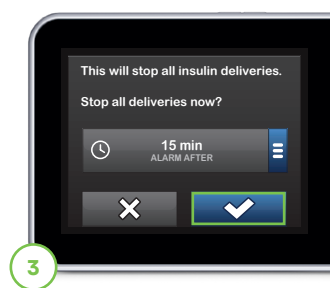 This will stop all insulin deliveries.
Stop all deliveries now?
15 min
ALARM AFTER
3